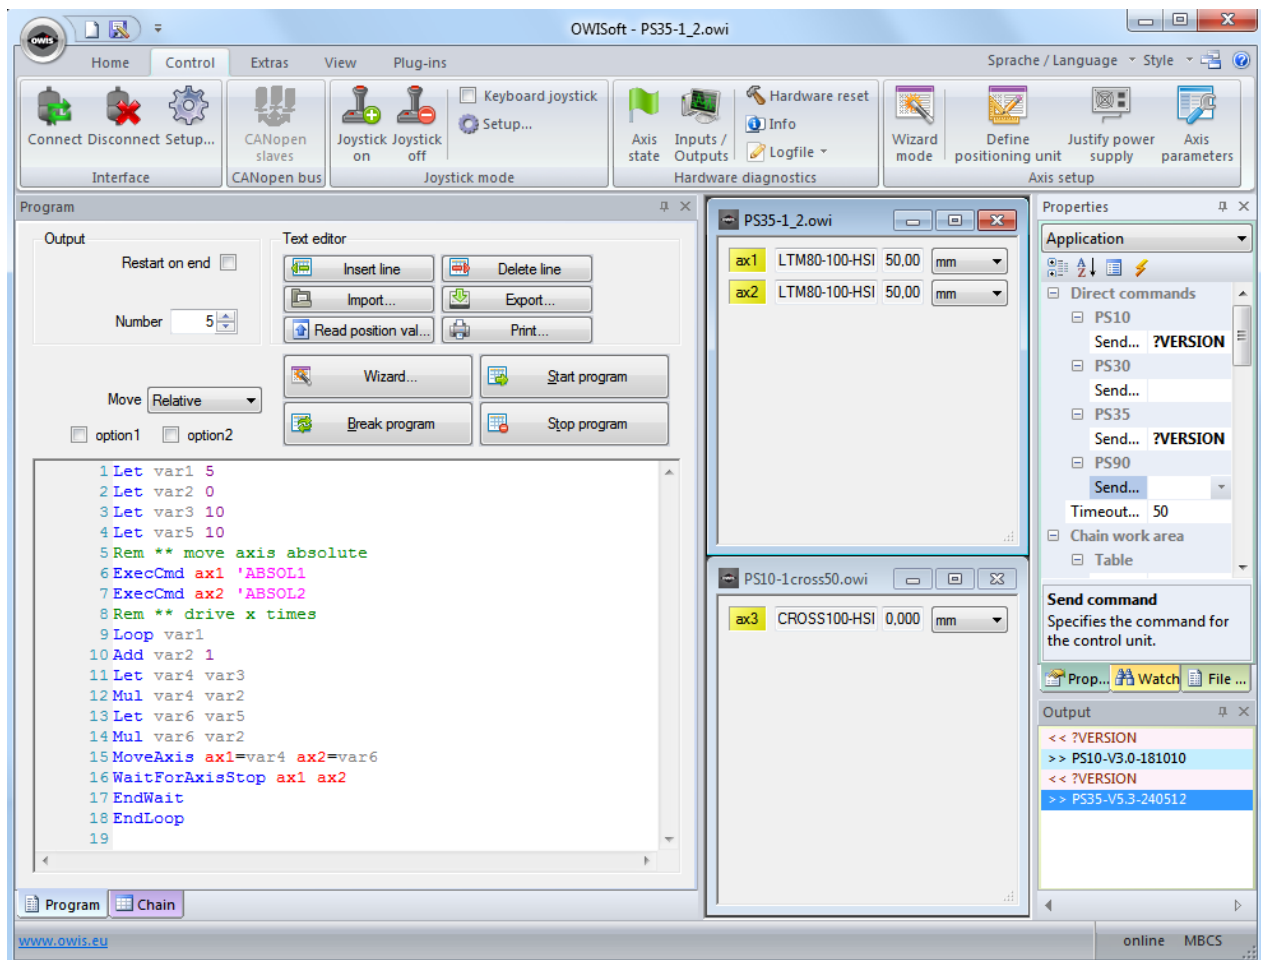 OWISoft - PS35-1_2.owi
owis
Home Control Extras View Plug-ins Sprache / Language Style
Keyboard joystick
Setup...
Hardware reset
Info
Logfile
Connect Disconnect Setup...
CANopen slaves
Joystick on
Joystick off
Axis state
Inputs / Outputs
Wizard mode
Define positioning unit
Justify power supply
Axis parameters
Interface CANopen bus Joystick mode Hardware diagnostics Axis setup
Program
Output
Restart on end
Number 5
Text editor
Insert line Delete line
Import... Export...
Read position val... Print...
Wizard... Start program
Move Relative
Break program Stop program
option1 option2
1 Let var1 5
2 Let var2 0
3 Let var3 10
4 Let var5 10
5 Rem ** move axis absolute
6 ExecCmd ax1 'ABSOL1
7 ExecCmd ax2 'ABSOL2
8 Rem ** drive x times
9 Loop var1
10 Add var2 1
11 Let var4 var3
12 Mul var4 var2
13 Let var6 var5
14 Mul var6 var2
15 MoveAxis ax1=var4 ax2=var6
16 WaitForAxisStop ax1 ax2
17 EndWait
18 EndLoop
19
Program Chain
PS35-1_2.owi
ax1 LTM80-100-HSI 50,00 mm
ax2 LTM80-100-HSI 50,00 mm
PS10-1cross50.owi
ax3 CROSS100-HSI 0,000 mm
Properties
Application
Direct commands
PS10
Send... ?VERSION
PS30
Send...
PS35
Send... ?VERSION
PS90
Send...
Timeout... 50
Chain work area
Table
Send command
Specifies the command for
the control unit.
Prop... Watch File ...
Output
<< ?VERSION
>> PS10-V3.0-181010
<< ?VERSION
>> PS35-V5.3-240512
www.owis.eu
online MBCS